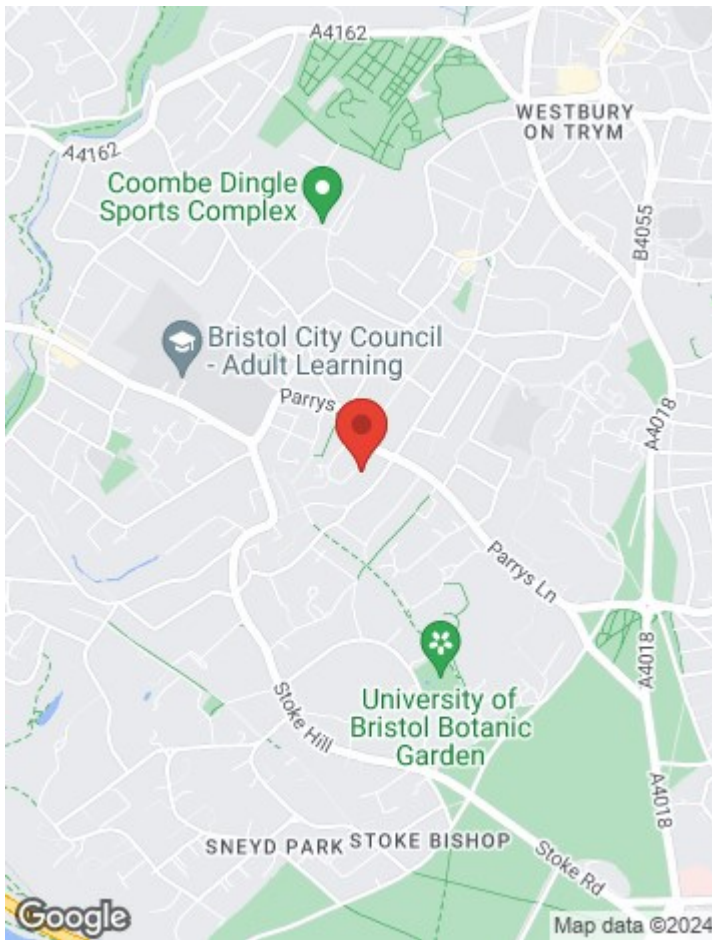 A4162
WESTBURY
ON TRYM
A4162
Coombe Dingle
Sports Complex
B4055
Bristol City Council
- Adult Learning
Parrys
A4018
Parrys Ln
University of
Bristol Botanic
Garden
A4018
Stoke Hill
A4018
SNEYD PARK
STOKE BISHOP
Stoke Rd
Google
Map data ©2024